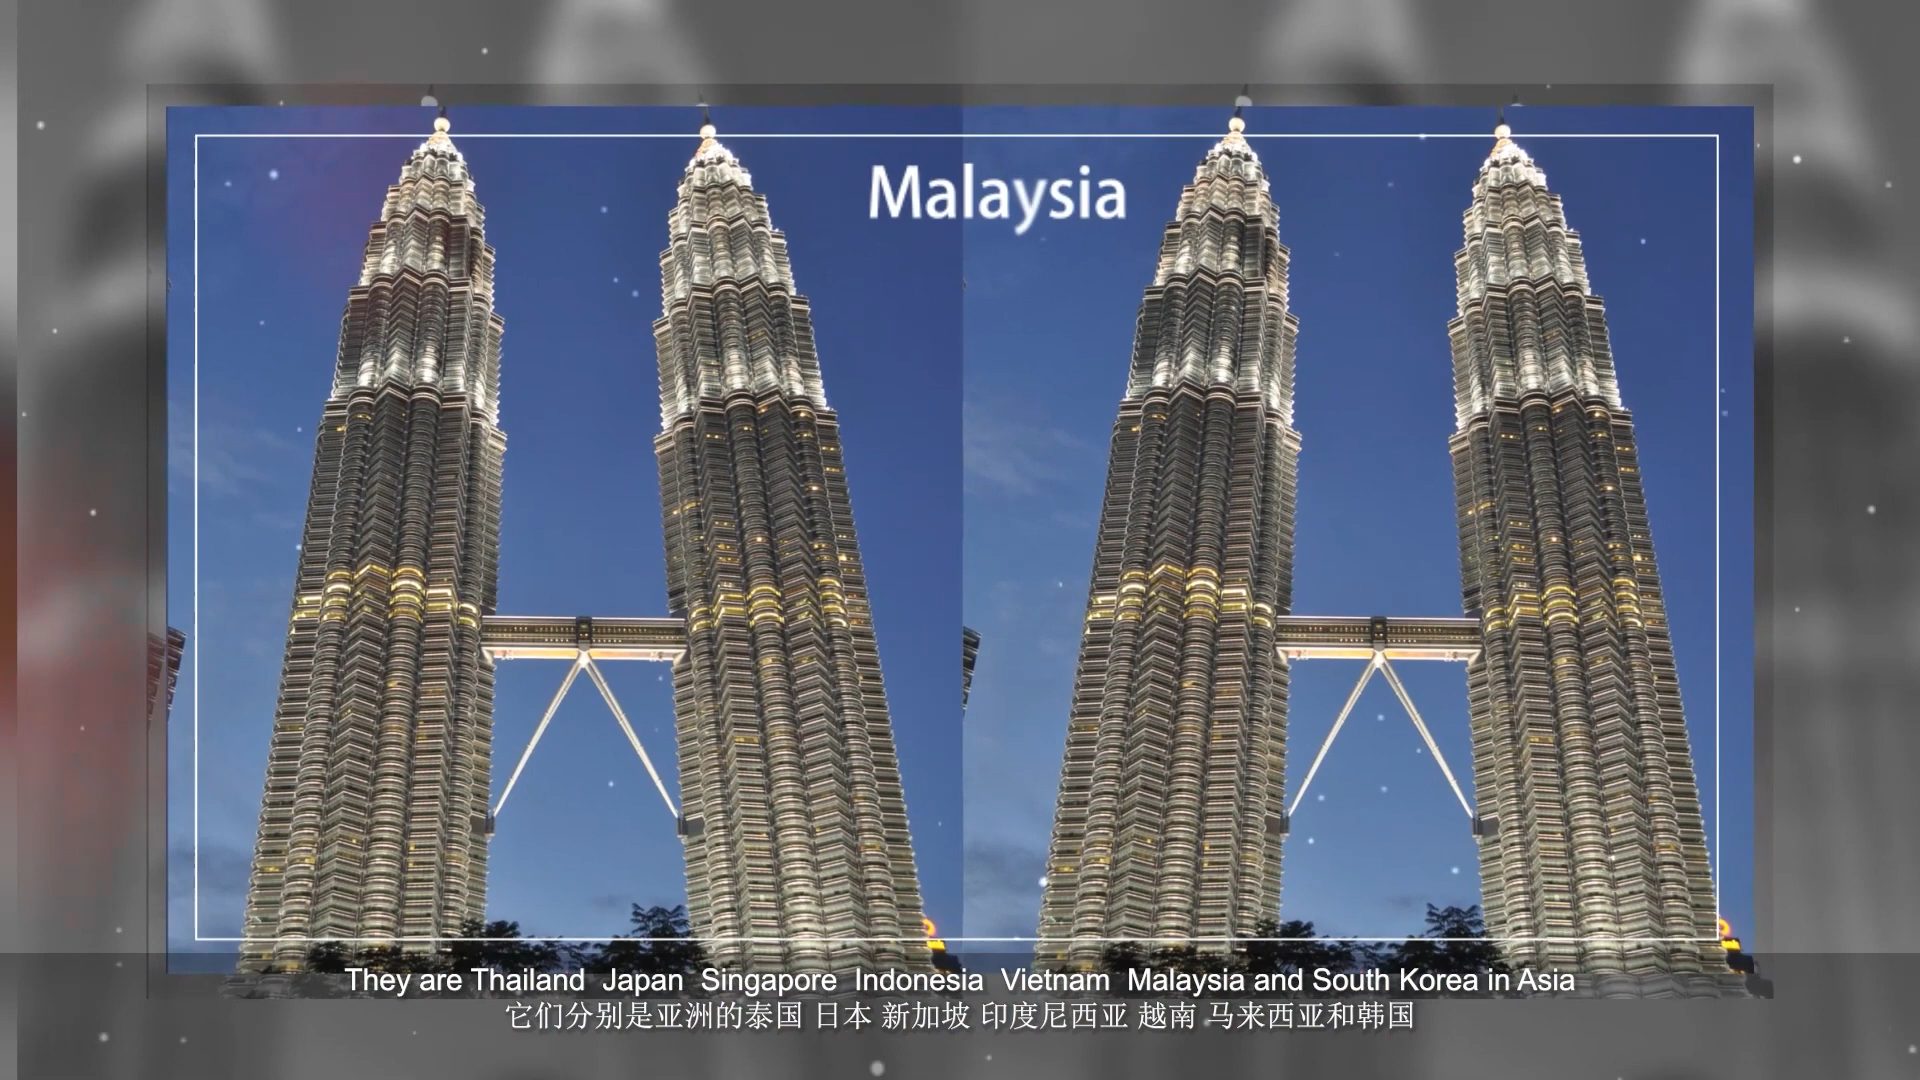 Malaysia
They are Thailand  Japan  Singapore  Indonesia  Vietnam  Malaysia and South Korea in Asia
它们分别是亚洲的泰国 日本 新加坡 印度尼西亚 越南 马来西亚和韩国